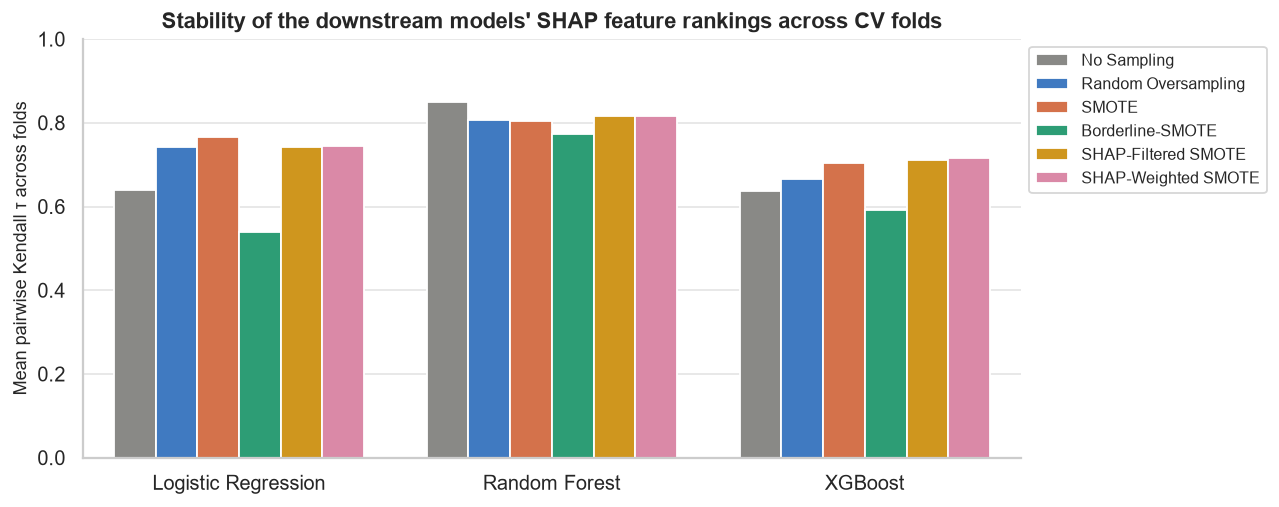 Stability of the downstream models' SHAP feature rankings across CV folds
Mean pairwise Kendall τ across folds
1.0
0.8
0.6
0.4
0.2
0.0
Logistic Regression
Random Forest
XGBoost
No Sampling
Random Oversampling
SMOTE
Borderline-SMOTE
SHAP-Filtered SMOTE
SHAP-Weighted SMOTE